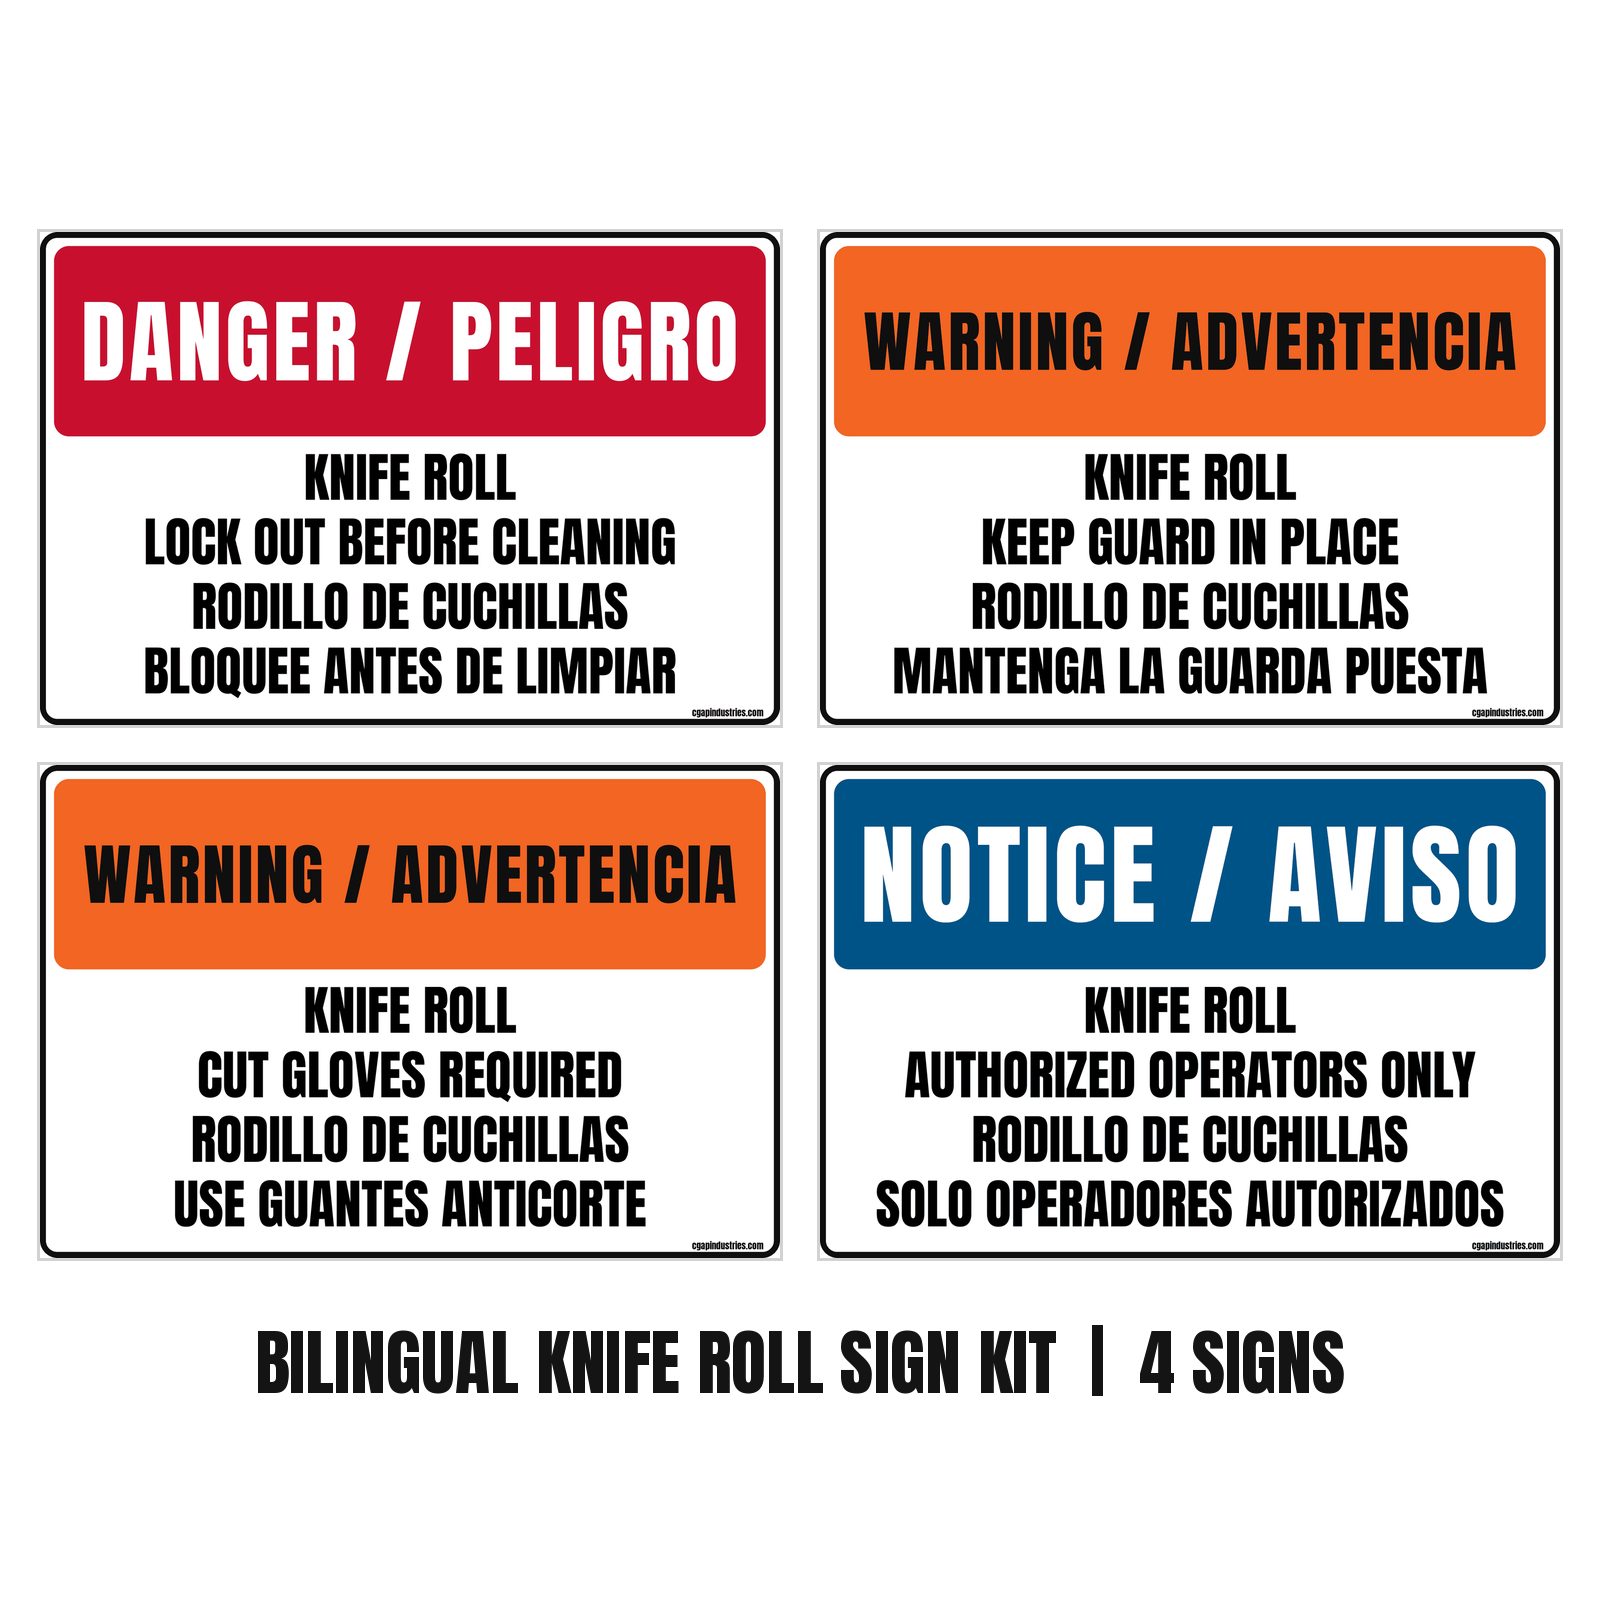 DANGER / PELIGRO
KNIFE ROLL
LOCK OUT BEFORE CLEANING
RODILLO DE CUCHILLAS
BLOQUEE ANTES DE LIMPIAR
cgapindustries.com
WARNING / ADVERTENCIA
KNIFE ROLL
KEEP GUARD IN PLACE
RODILLO DE CUCHILLAS
MANTENGA LA GUARDA PUESTA
cgapindustries.com
WARNING / ADVERTENCIA
KNIFE ROLL
CUT GLOVES REQUIRED
RODILLO DE CUCHILLAS
USE GUANTES ANTICORTE
cgapindustries.com
NOTICE / AVISO
KNIFE ROLL
AUTHORIZED OPERATORS ONLY
RODILLO DE CUCHILLAS
SOLO OPERADORES AUTORIZADOS
cgapindustries.com
BILINGUAL KNIFE ROLL SIGN KIT | 4 SIGNS